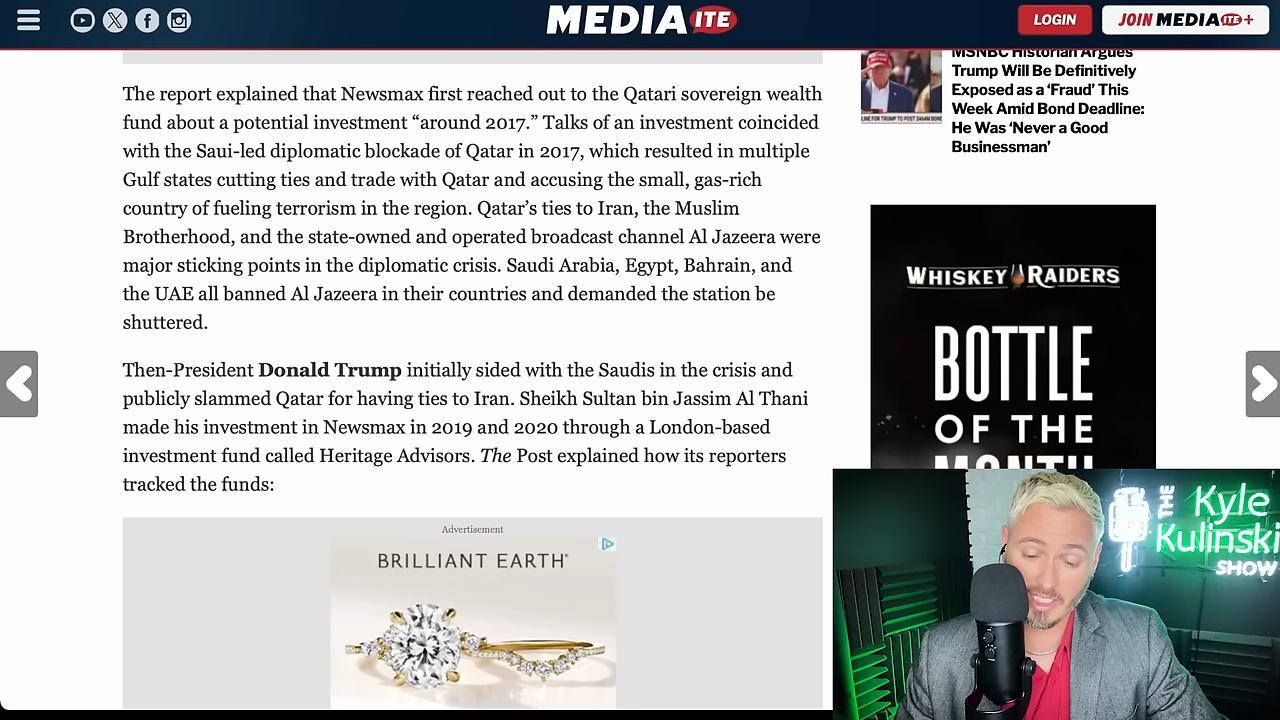 MEDIAITE
LOGIN
JOIN MEDIAITE+
The report explained that Newsmax first reached out to the Qatari sovereign wealth
fund about a potential investment “around 2017.” Talks of an investment coincided
with the Saui-led diplomatic blockade of Qatar in 2017, which resulted in multiple
Gulf states cutting ties and trade with Qatar and accusing the small, gas-rich
country of fueling terrorism in the region. Qatar’s ties to Iran, the Muslim
Brotherhood, and the state-owned and operated broadcast channel Al Jazeera were
major sticking points in the diplomatic crisis. Saudi Arabia, Egypt, Bahrain, and
the UAE all banned Al Jazeera in their countries and demanded the station be
shuttered.
Then-President Donald Trump initially sided with the Saudis in the crisis and
publicly slammed Qatar for having ties to Iran. Sheikh Sultan bin Jassim Al Thani
made his investment in Newsmax in 2019 and 2020 through a London-based
investment fund called Heritage Advisors. The Post explained how its reporters
tracked the funds:
Advertisement
BRILLIANT EARTH®
MSNBC Historian Argues
Trump Will Be Definitively
Exposed as a ‘Fraud’ This
Week Amid Bond Deadline:
He Was ‘Never a Good
Businessman’
LINE FOR TRUMP TO POST $464M BOND
WHISKEY RAIDERS
BOTTLE
OF THE
MONTH
THE
Kyle
Kulinski
SHOW